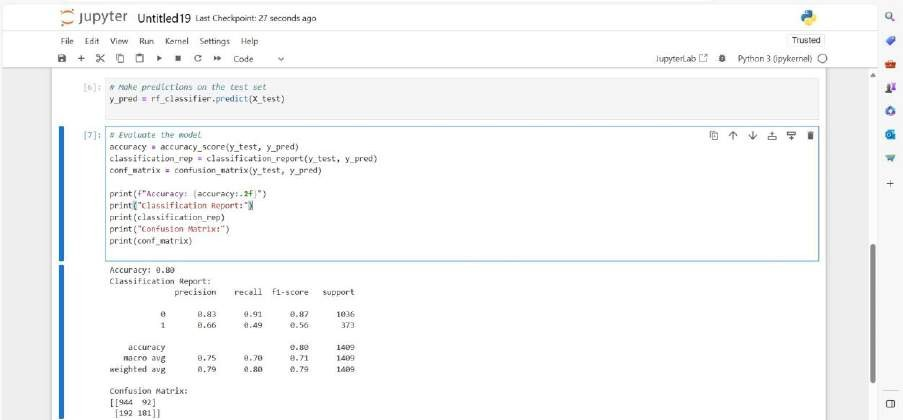 jupyter Untitled19 Last Checkpoint: 27 seconds ago
File Edit View Run Kernel Settings Help
Trusted
Code
JupyterLab
Python 3 (ipykernel)
[6]: # Make predictions on the test set
y_pred = rf_classifier.predict(X_test)
[7]: # Evaluate the model
accuracy = accuracy_score(y_test, y_pred)
classification_rep = classification_report(y_test, y_pred)
conf_matrix = confusion_matrix(y_test, y_pred)
print(f"Accuracy: {accuracy:.2f}")
print("Classification Report:")
print(classification_rep)
print("Confusion Matrix:")
print(conf_matrix)
Accuracy: 0.80
Classification Report:
precision recall f1-score support
0 0.83 0.91 0.87 1036
1 0.66 0.49 0.56 373
accuracy 0.80 1409
macro avg 0.75 0.70 0.71 1409
weighted avg 0.79 0.80 0.79 1409
Confusion Matrix:
[[944 92]
[192 181]]